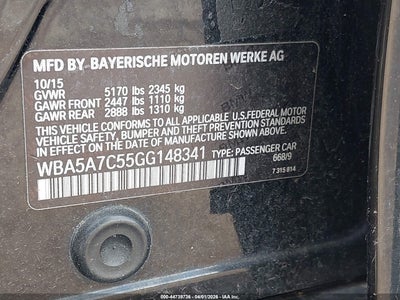 MFD BY BAYERISCHE MOTOREN WERKE AG
10/15
GVWR 5170 lbs 2345 kg
GAWR FRONT 2447 lbs 1110 kg
GAWR REAR 2888 lbs 1310 kg
THIS VEHICLE CONFORMS TO ALL APPLICABLE U.S. FEDERAL MOTOR
VEHICLE SAFETY, BUMPER AND THEFT PREVENTION STANDARDS
IN EFFECT ON THE DATE OF MANUFACTURE SHOWN ABOVE.
WBA5A7C55GG148341 TYPE: PASSENGER CAR
668/9
7 315 814
000-44739736 - 04/01/2026 - IAAI